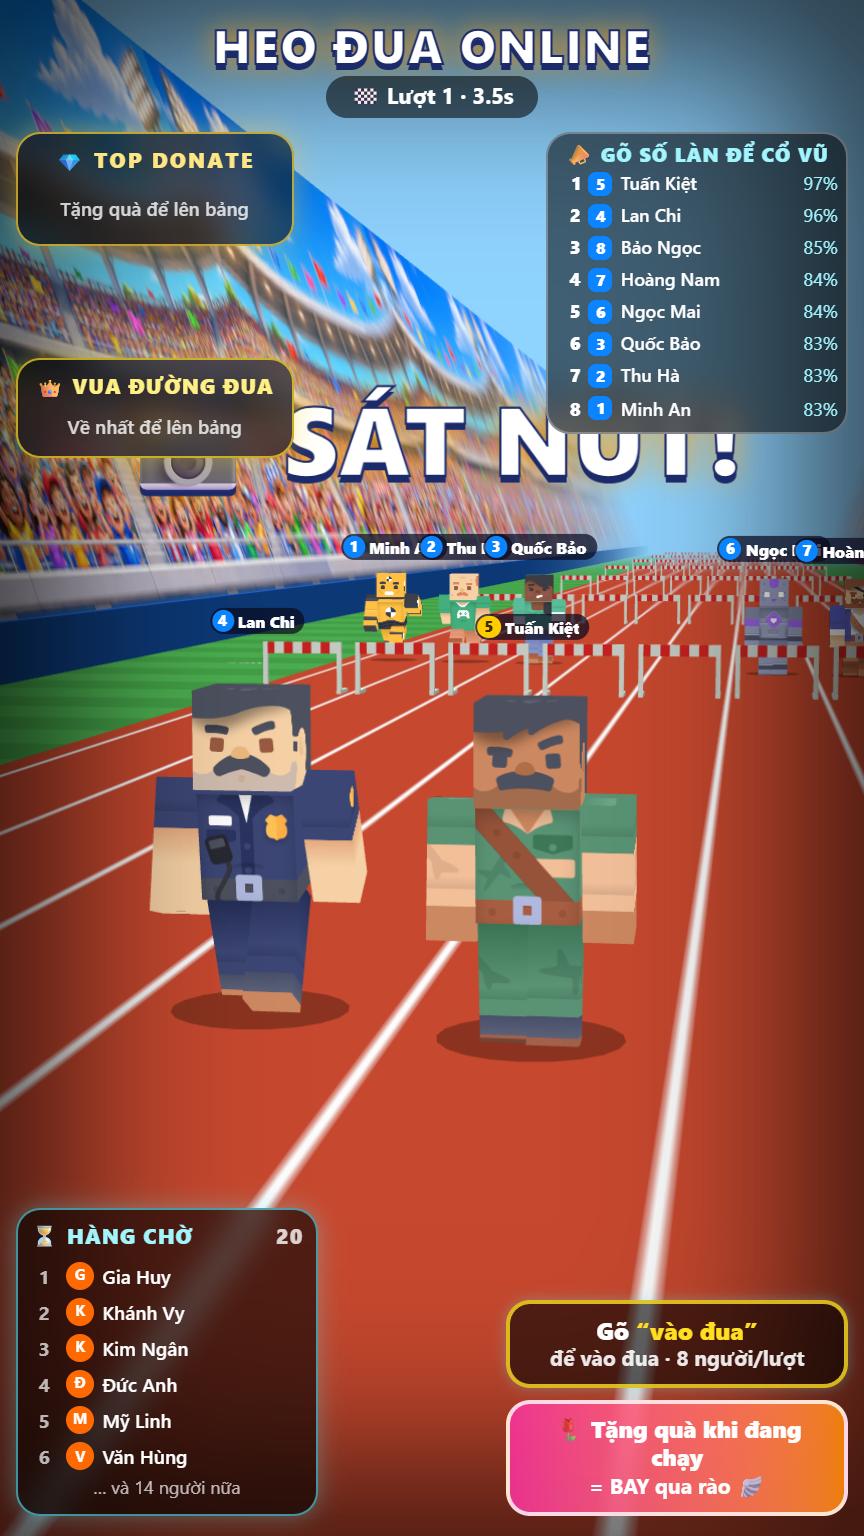 HEO ĐUA ONLINE
Lượt 1 · 3.5s
TOP DONATE
Tặng quà để lên bảng
GÕ SỐ LÀN ĐỂ CỔ VŨ
1 5 Tuấn Kiệt 97%
2 4 Lan Chi 96%
3 8 Bảo Ngọc 85%
4 7 Hoàng Nam 84%
5 6 Ngọc Mai 84%
6 3 Quốc Bảo 83%
7 2 Thu Hà 83%
8 1 Minh An 83%
VUA ĐƯỜNG ĐUA
Về nhất để lên bảng
SÁT NÚT!
1 Minh 2 Thu 3 Quốc Bảo 6 Ngọc 7 Hoàn
4 Lan Chi 5 Tuấn Kiệt
HÀNG CHỜ 20
1 G Gia Huy
2 K Khánh Vy
3 K Kim Ngân
4 Đ Đức Anh
5 M Mỹ Linh
6 V Văn Hùng
... và 14 người nữa
Gõ “vào đua”
để vào đua · 8 người/lượt
Tặng quà khi đang
chạy
= BAY qua rào